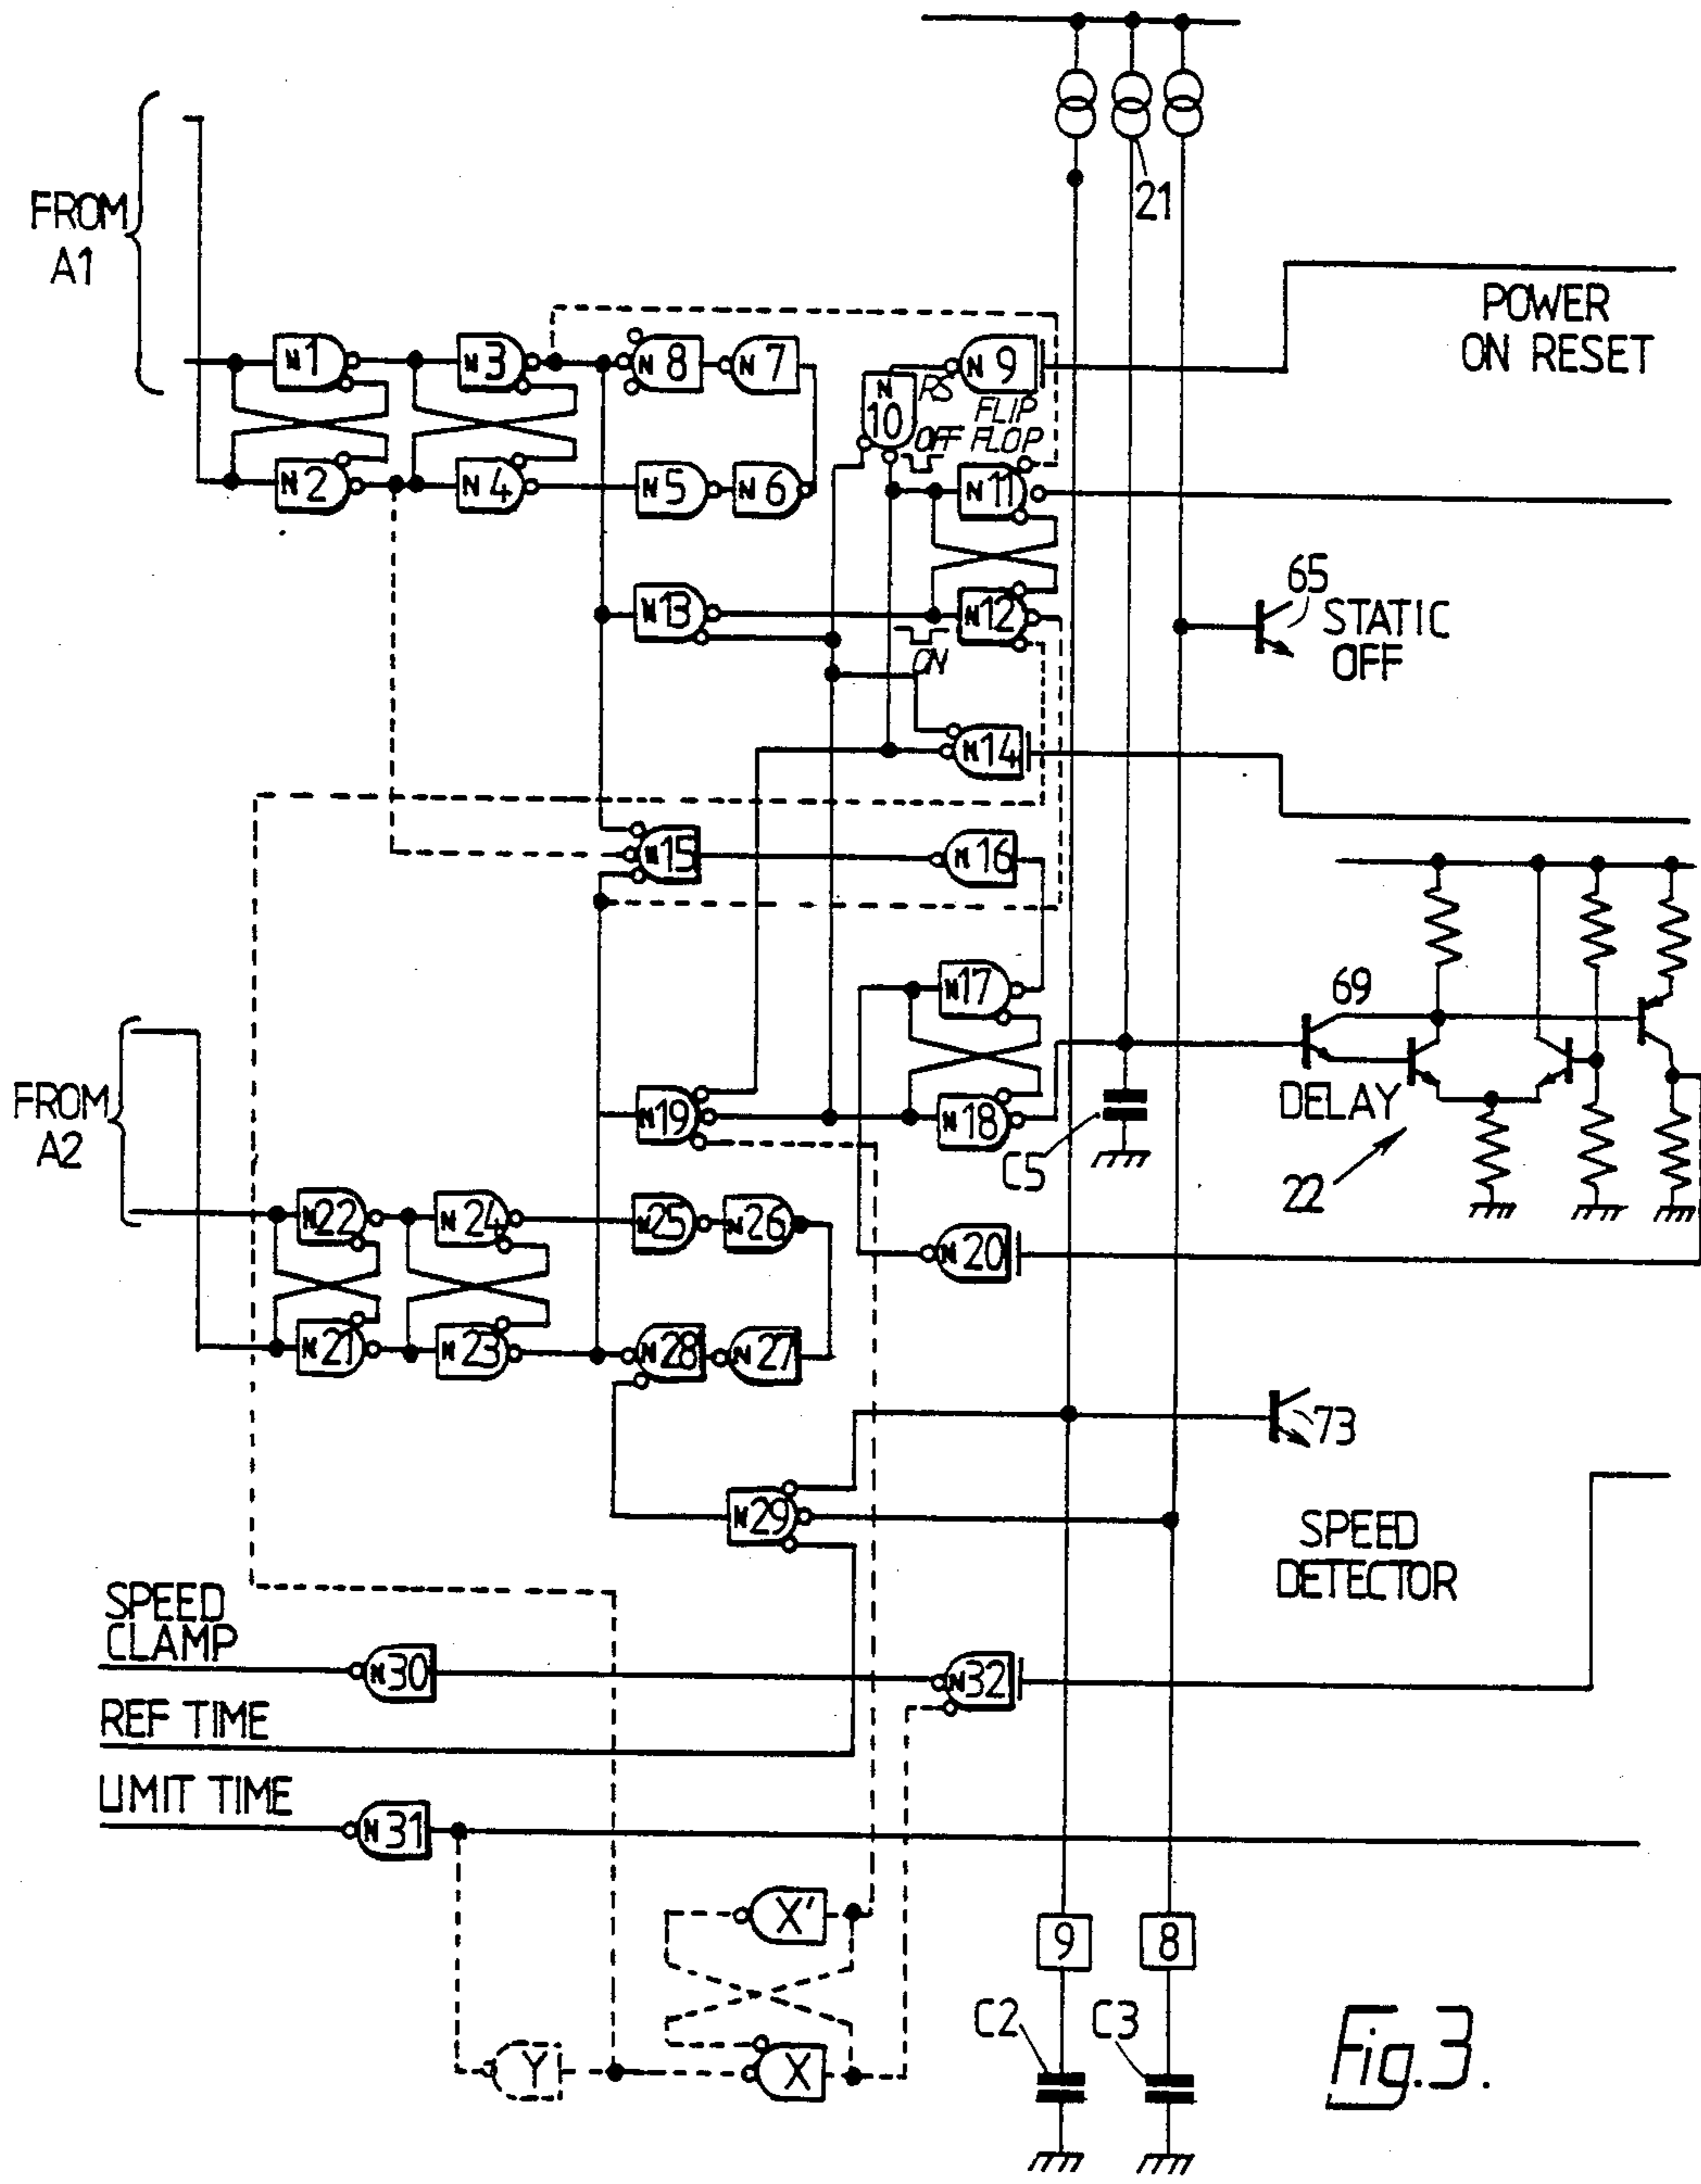 21
FROM
A1
POWER
ON RESET
N1
N3
N8
N7
N9
N
10
RS
FLIP
FLOP
OFF
N2
N4
N5
N6
N11
65
STATIC
OFF
N13
N12
ON
N14
N15
N16
N17
69
FROM
A2
N19
N18
C5
DELAY
22
N22
N24
N25
N26
N20
N21
N23
N28
N27
73
N29
SPEED
DETECTOR
SPEED
CLAMP
N30
N32
REF TIME
LIMIT TIME
N31
X'
9
8
C2
C3
Y
X
Fig.3.